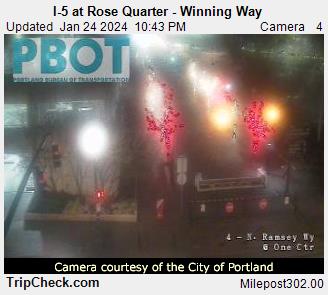 I-5 at Rose Quarter - Winning Way
Updated Jan 24 2024 10:43 PM Camera 4
PBOT
PORTLAND BUREAU OF TRANSPORTATION
4 - N. Ramsey Wy
@ One Ctr
Camera courtesy of the City of Portland
TripCheck.com Milepost302.00